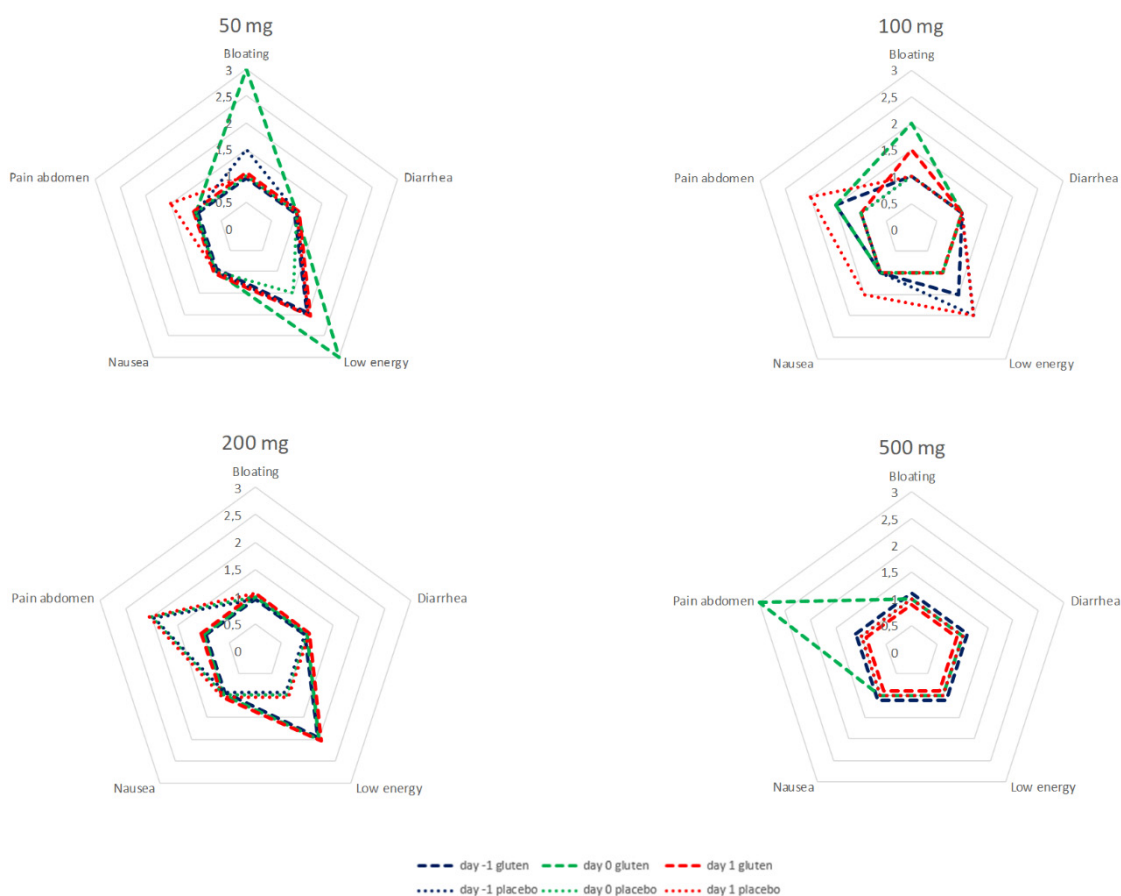 50 mg
Bloating
3
2,5
2
1,5
1
0,5
0
Pain abdomen
Diarrhea
Nausea
Low energy
100 mg
Bloating
3
2,5
2
1,5
1
0,5
0
Pain abdomen
Diarrhea
Nausea
Low energy
200 mg
Bloating
3
2,5
2
1,5
1
0,5
0
Pain abdomen
Diarrhea
Nausea
Low energy
500 mg
Bloating
3
2,5
2
1,5
1
0,5
0
Pain abdomen
Diarrhea
Nausea
Low energy
day -1 gluten day 0 gluten day 1 gluten
day -1 placebo day 0 placebo day 1 placebo